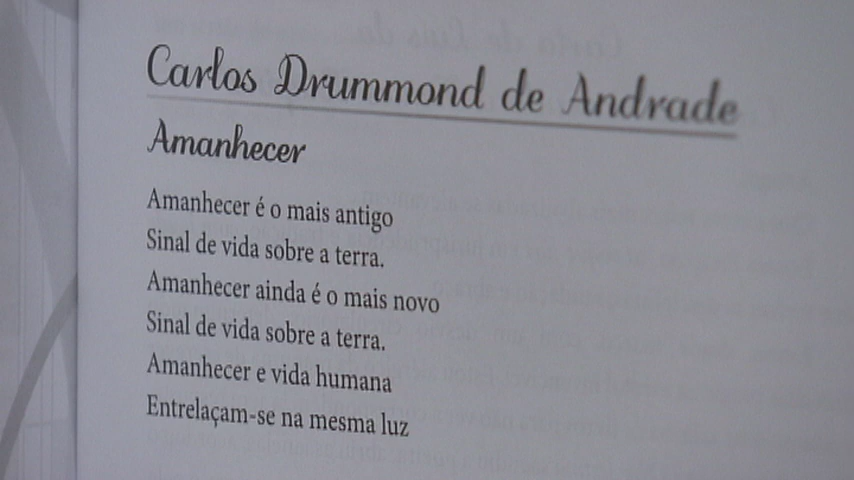 Carlos Drummond de Andrade
Amanhecer
Amanhecer é o mais antigo
Sinal de vida sobre a terra.
Amanhecer ainda é o mais novo
Sinal de vida sobre a terra.
Amanhecer e vida humana
Entrelaçam-se na mesma luz